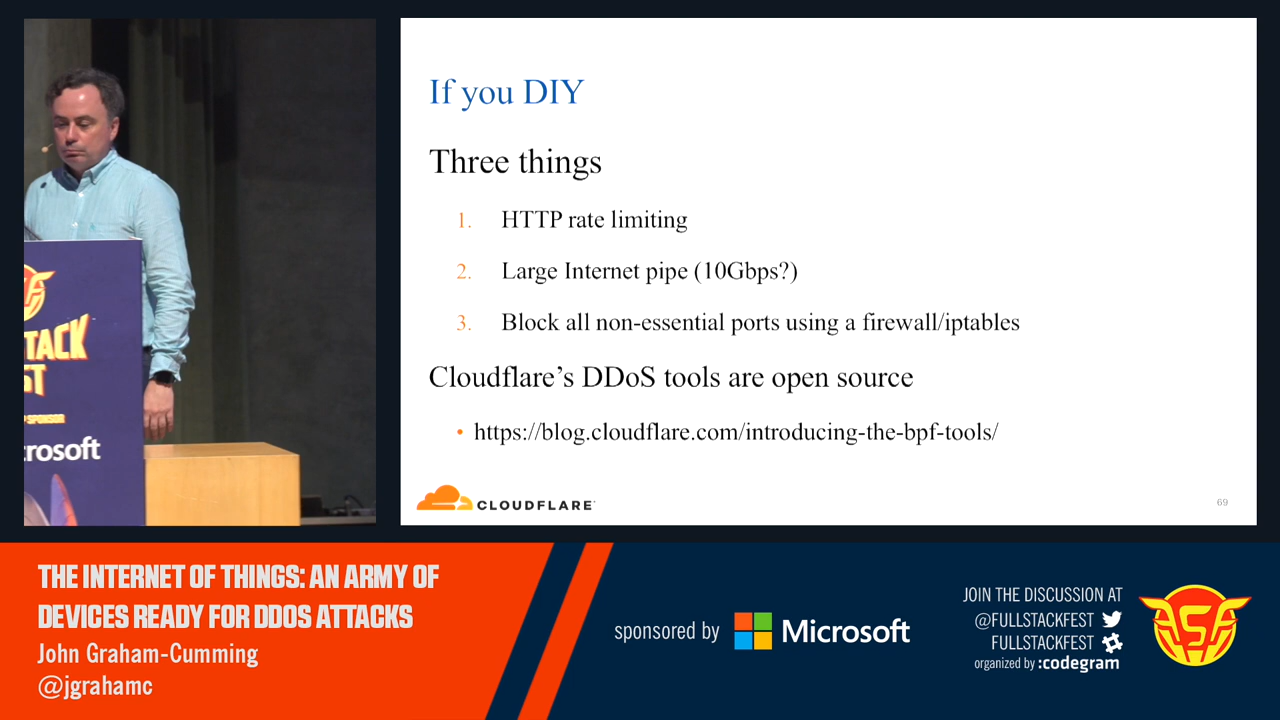 If you DIY
Three things
1. HTTP rate limiting
2. Large Internet pipe (10Gbps?)
3. Block all non-essential ports using a firewall/iptables
Cloudflare's DDoS tools are open source
• https://blog.cloudflare.com/introducing-the-bpf-tools/
CLOUDFLARE
69
TACK
ST
SPONSOR
crosoft
THE INTERNET OF THINGS: AN ARMY OF
DEVICES READY FOR DDOS ATTACKS
John Graham-Cumming
@jgrahamc
sponsored by Microsoft
JOIN THE DISCUSSION AT
@FULLSTACKFEST
FULLSTACKFEST
organized by :codegram
FSF